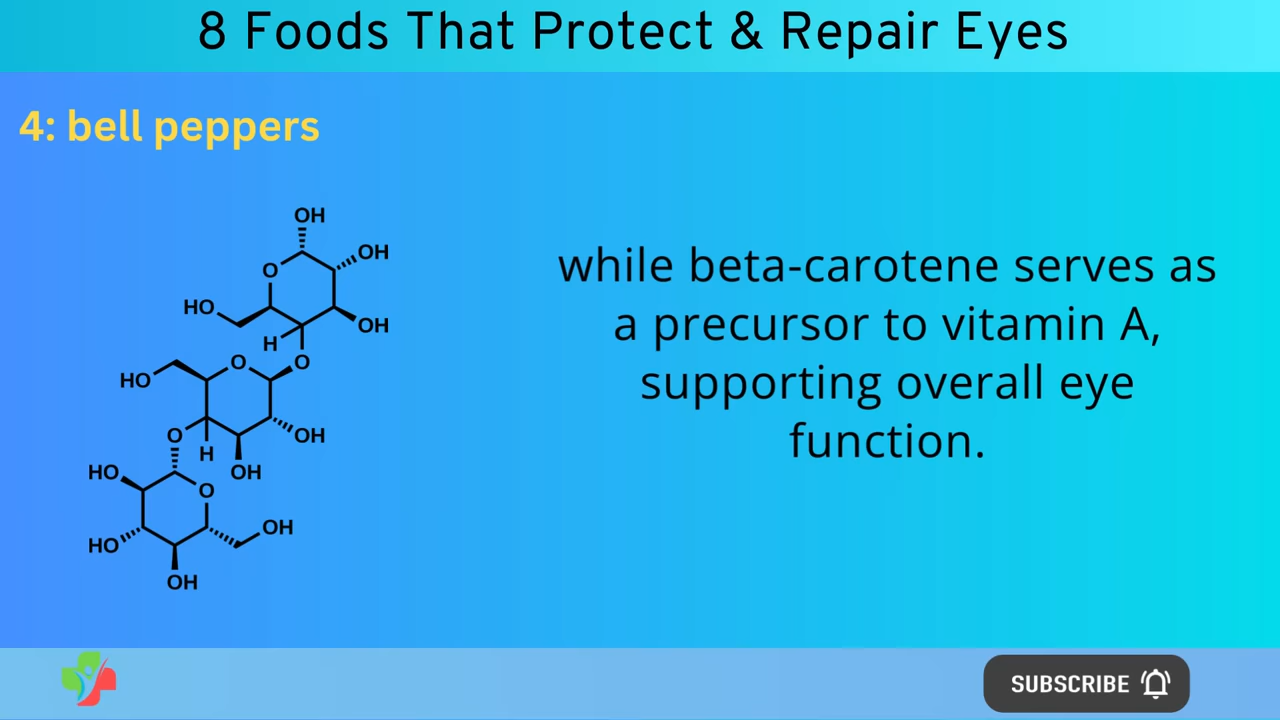 8 Foods That Protect & Repair Eyes
4: bell peppers
OH
O
OH
HO
OH
H
O
O
HO
O
OH
H
OH
HO
O
OH
HO
OH
while beta-carotene serves as
a precursor to vitamin A,
supporting overall eye
function.
SUBSCRIBE